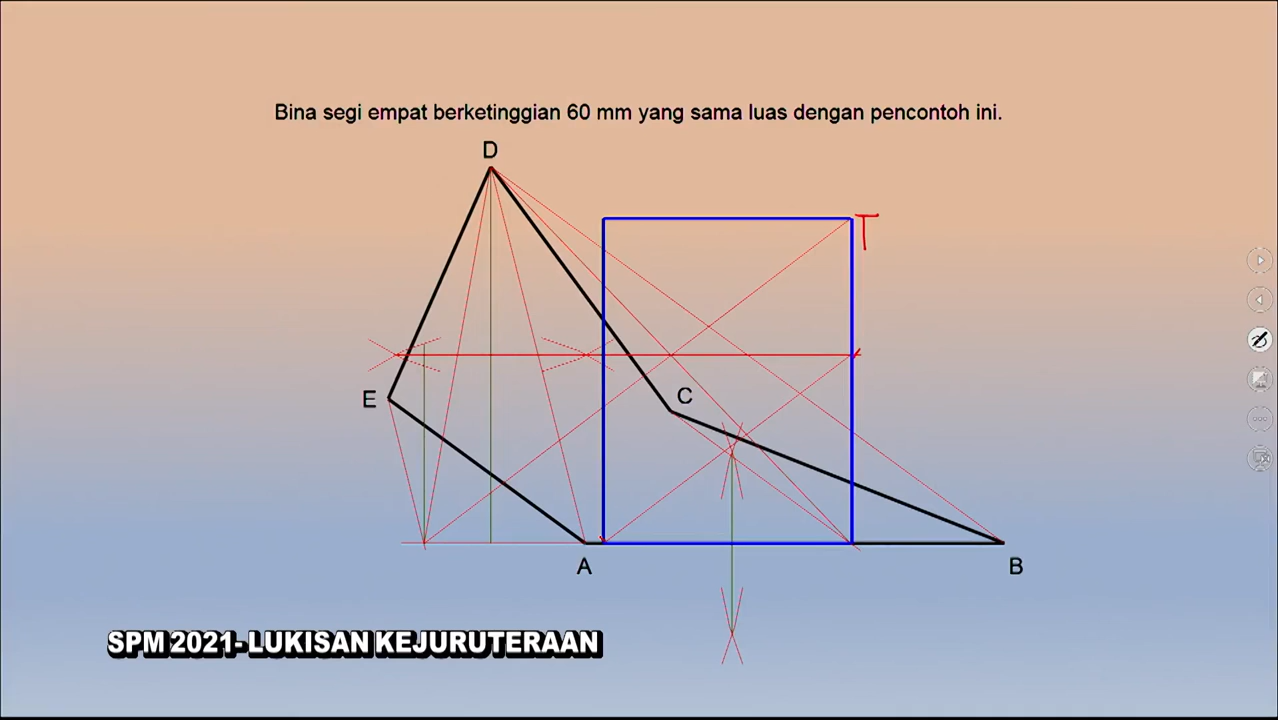 Bina segi empat berketinggian 60 mm yang sama luas dengan pencontoh ini.
D
T
E
C
A
B
SPM 2021- LUKISAN KEJURUTERAAN